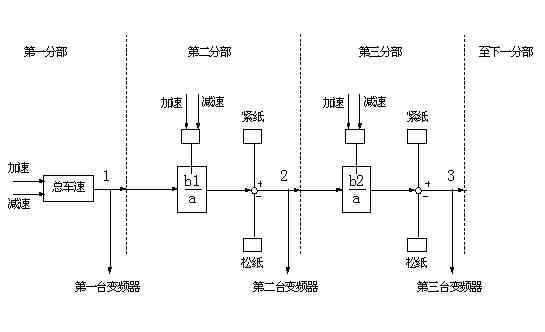 第一分部 第二分部 第三分部 至下一分部
加速 减速 紧纸 加速 减速 紧纸
加速 总车速 1 b1 + 2 b2 + 3
减速 a - a -
松纸 松纸
第一台变频器 第二台变频器 第三台变频器